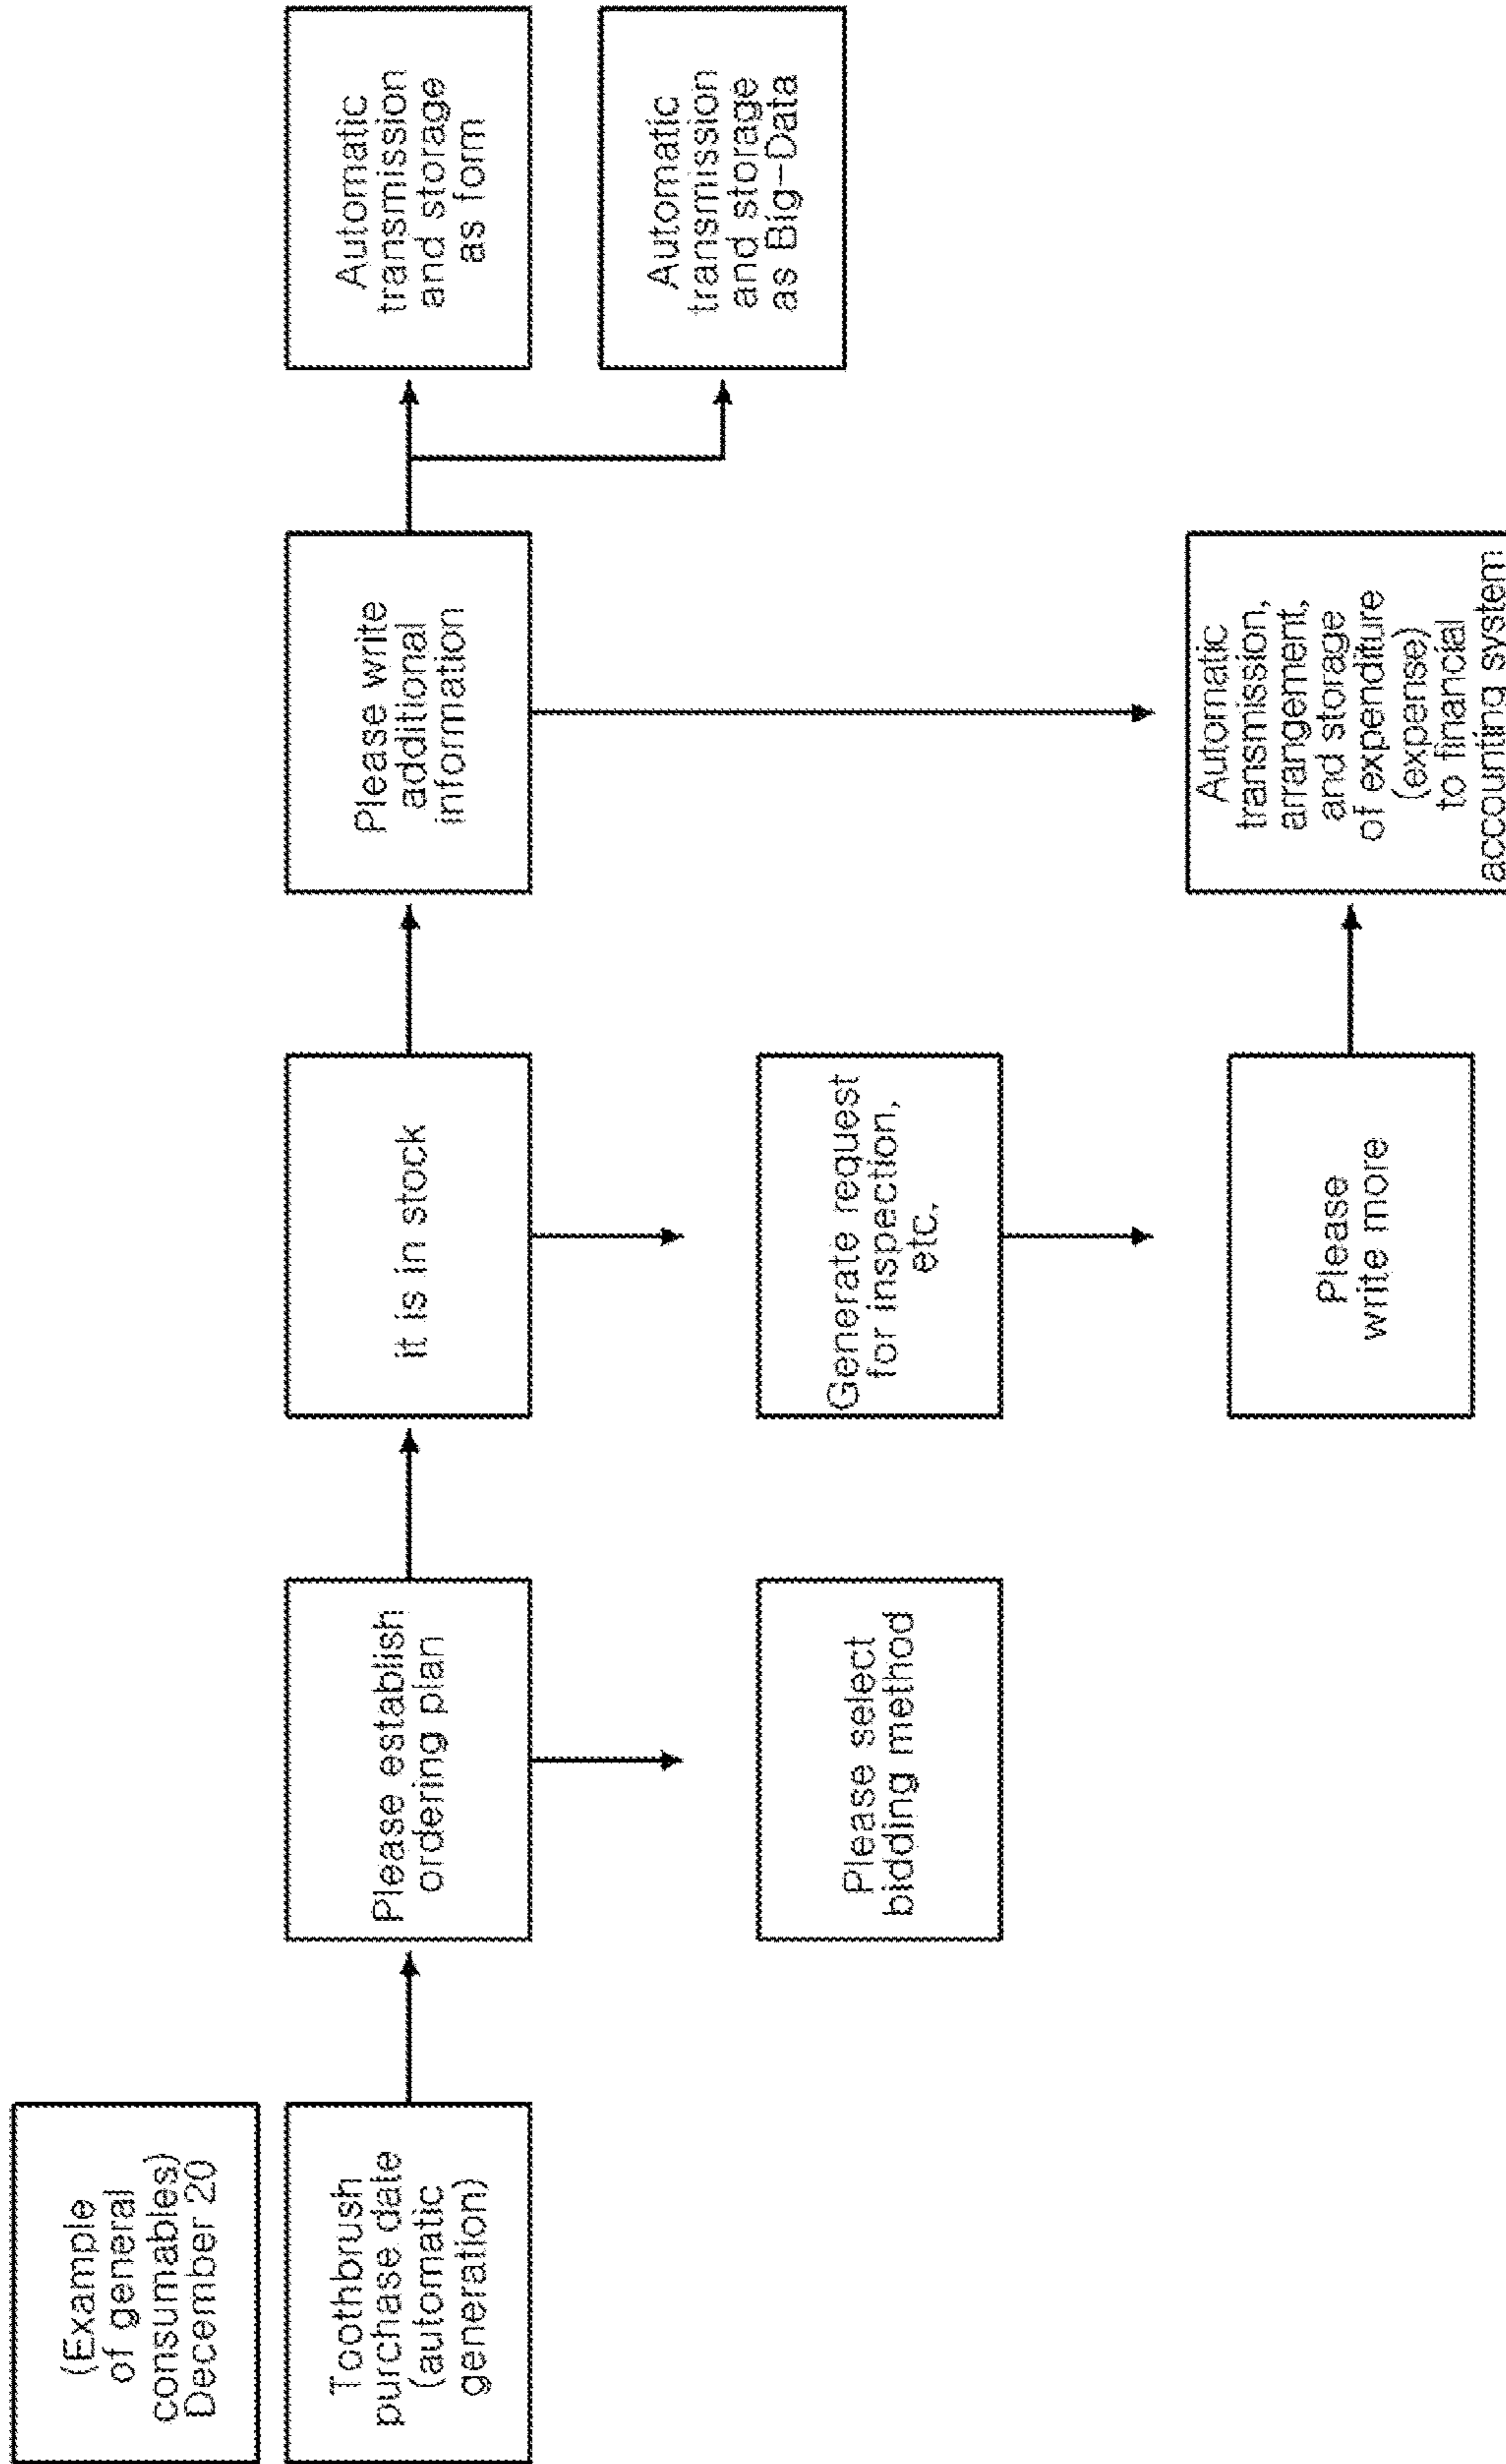 (Example
of general
consumables)
December 20
Toothbrush
purchase date
(automatic
generation)
Please establish
ordering plan
it is in stock
Please write
additional
information
Automatic
transmission
and storage
as form
Automatic
transmission
and storage
as Big-Data
Please select
bidding method
Generate request
for inspection,
etc.
Please
write more
Automatic
transmission,
arrangement,
and storage
of expenditure
(expense)
to financial
accounting system